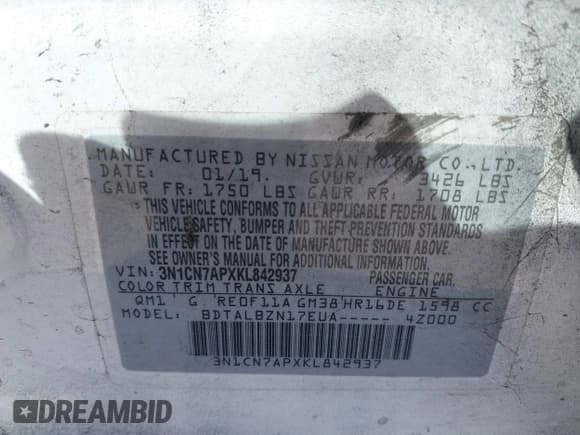 MANUFACTURED BY NISSAN MOTOR CO., LTD.
DATE: 01/19. GVWR: 3426 LBS
GAWR FR: 1750 LBS GAWR RR: 1708 LBS
THIS VEHICLE CONFORMS TO ALL APPLICABLE FEDERAL MOTOR
VEHICLE SAFETY, BUMPER AND THEFT PREVENTION STANDARDS
IN EFFECT ON THE DATE OF MANUFACTURE SHOWN ABOVE.
SEE OWNER'S MANUAL FOR ADDITIONAL INFORMATION.
VIN: 3N1CN7APXKL842937 PASSENGER CAR,
COLOR TRIM TRANS AXLE ENGINE
QM1 G RE0F11A GM38 HR16DE 1598 CC
MODEL: BDTALBZN17EUA----- 4Z000
3N1CN7APXKL842937
DREAMBID